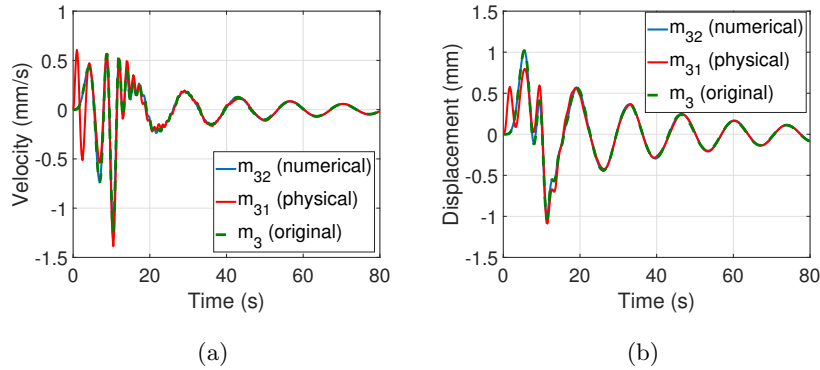 1
0.5
0
-0.5
-1
-1.5
0 20 40 60 80
Velocity (mm/s)
Time (s)
m32 (numerical)
m31 (physical)
m3 (original)
(a)
1.5
1
0.5
0
-0.5
-1
-1.5
0 20 40 60 80
Displacement (mm)
Time (s)
m32 (numerical)
m31 (physical)
m3 (original)
(b)